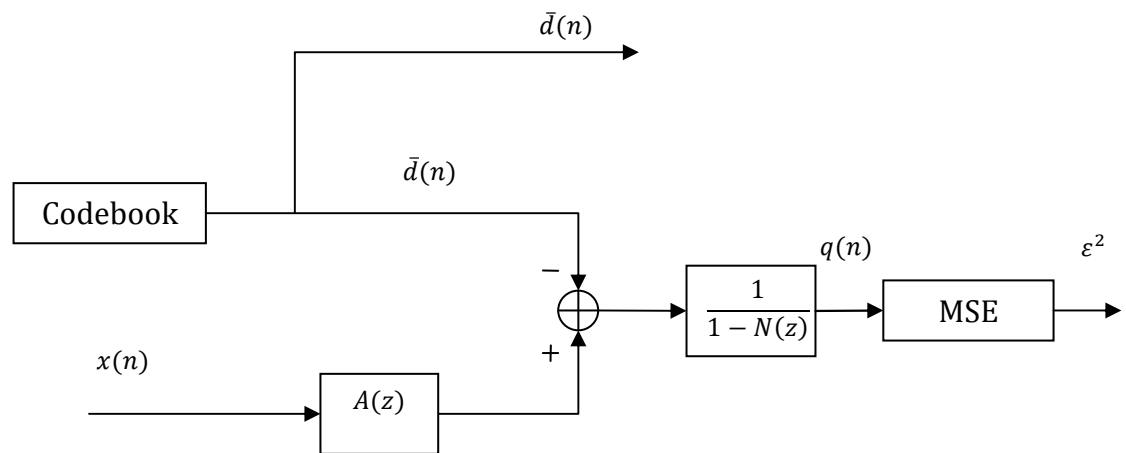 d̄(n)
d̄(n)
Codebook
q(n)
ε²
−
1
1 − N(z)
MSE
+
x(n)
A(z)